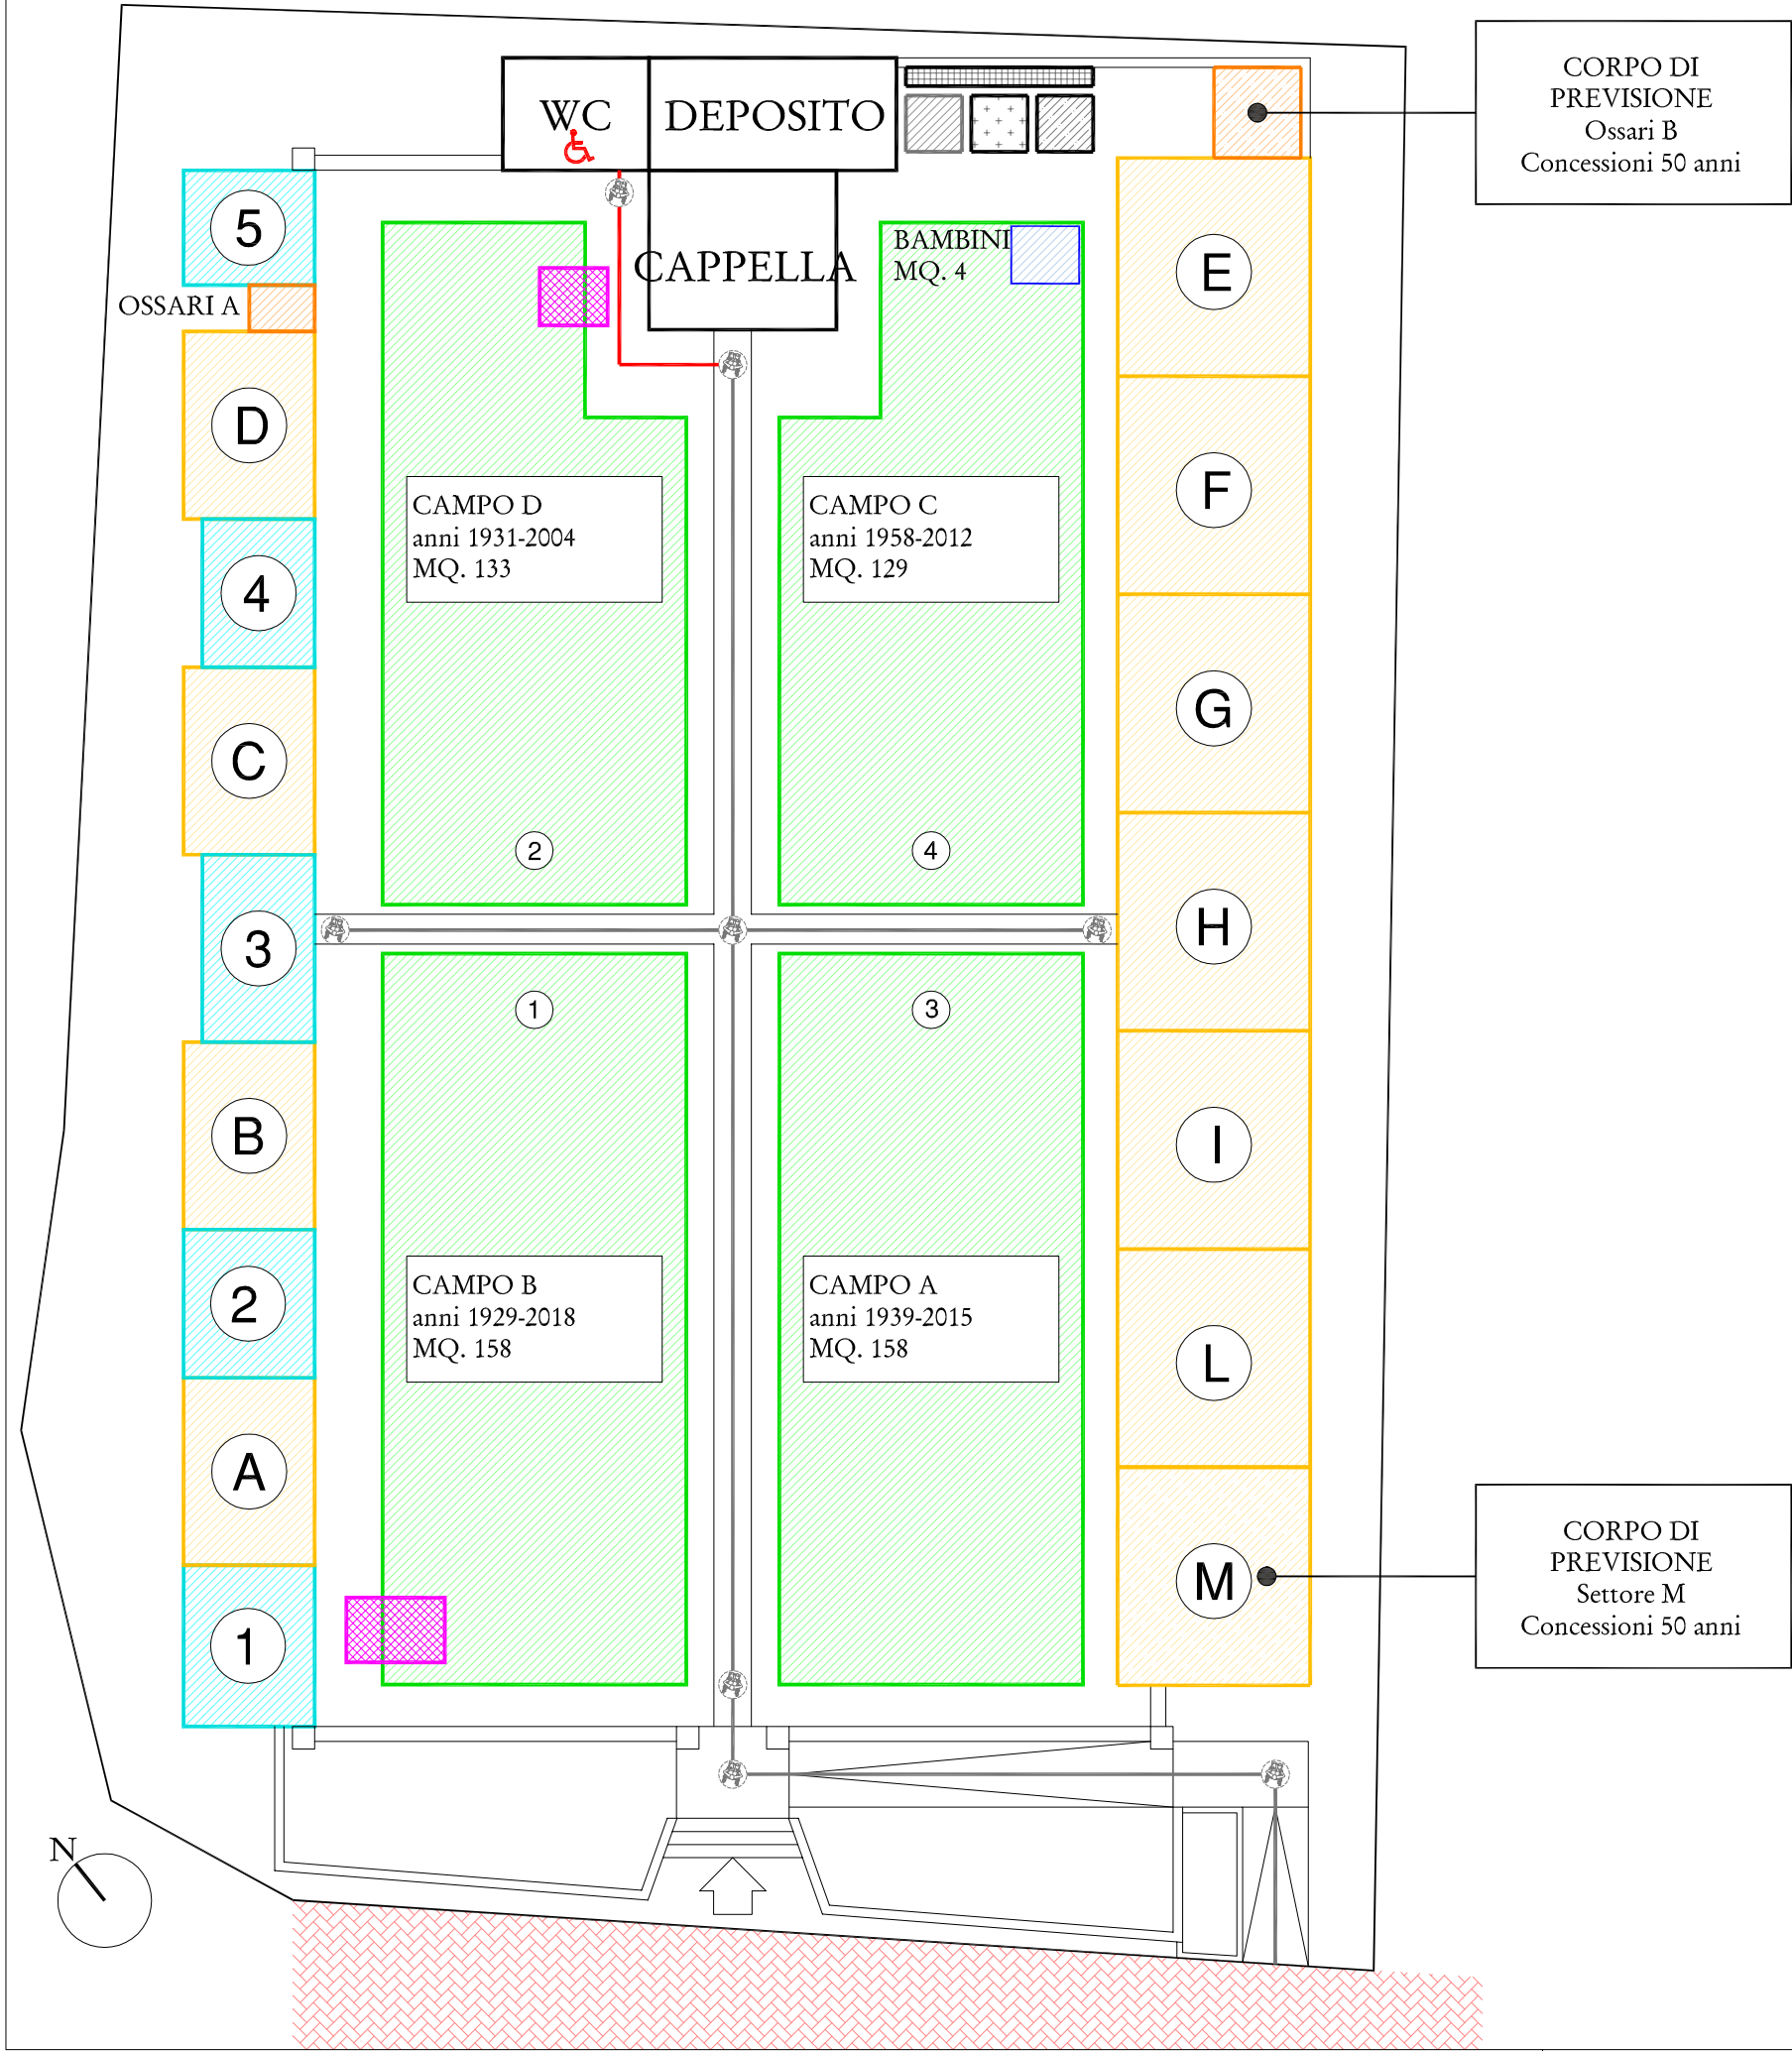 CORPO DI
PREVISIONE
Ossari B
Concessioni 50 anni
WC
DEPOSITO
CAPPELLA
BAMBINI
MQ. 4
5
OSSARI A
D
4
C
3
B
2
A
1
E
F
G
H
I
L
M
CAMPO D
anni 1931-2004
MQ. 133
CAMPO C
anni 1958-2012
MQ. 129
2
4
1
3
CAMPO B
anni 1929-2018
MQ. 158
CAMPO A
anni 1939-2015
MQ. 158
CORPO DI
PREVISIONE
Settore M
Concessioni 50 anni
N